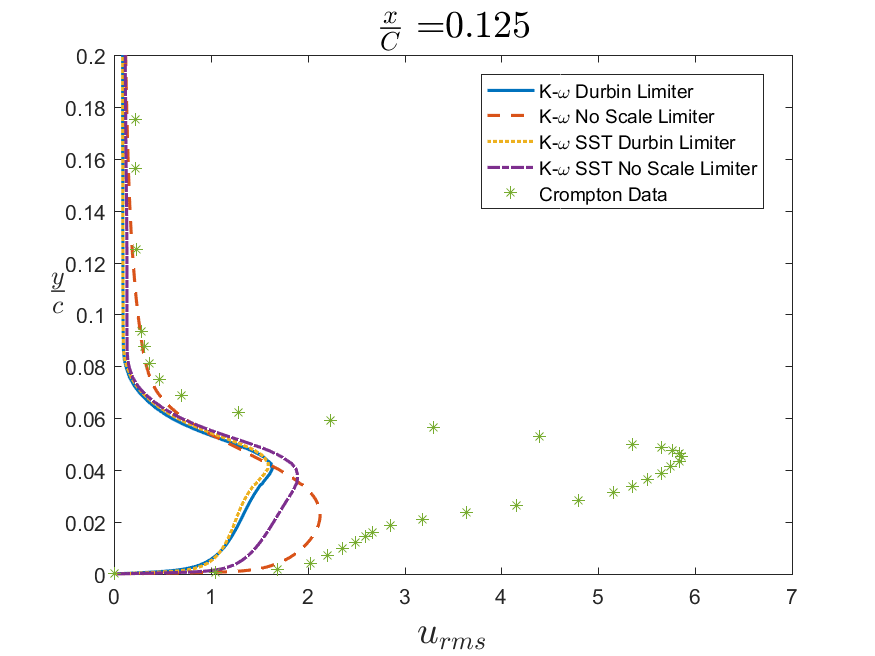 x/C =0.125
0.2
0.18
0.16
0.14
0.12
0.1
0.08
0.06
0.04
0.02
0
y/c
K-ω Durbin Limiter
K-ω No Scale Limiter
K-ω SST Durbin Limiter
K-ω SST No Scale Limiter
Crompton Data
0 1 2 3 4 5 6 7
u_rms